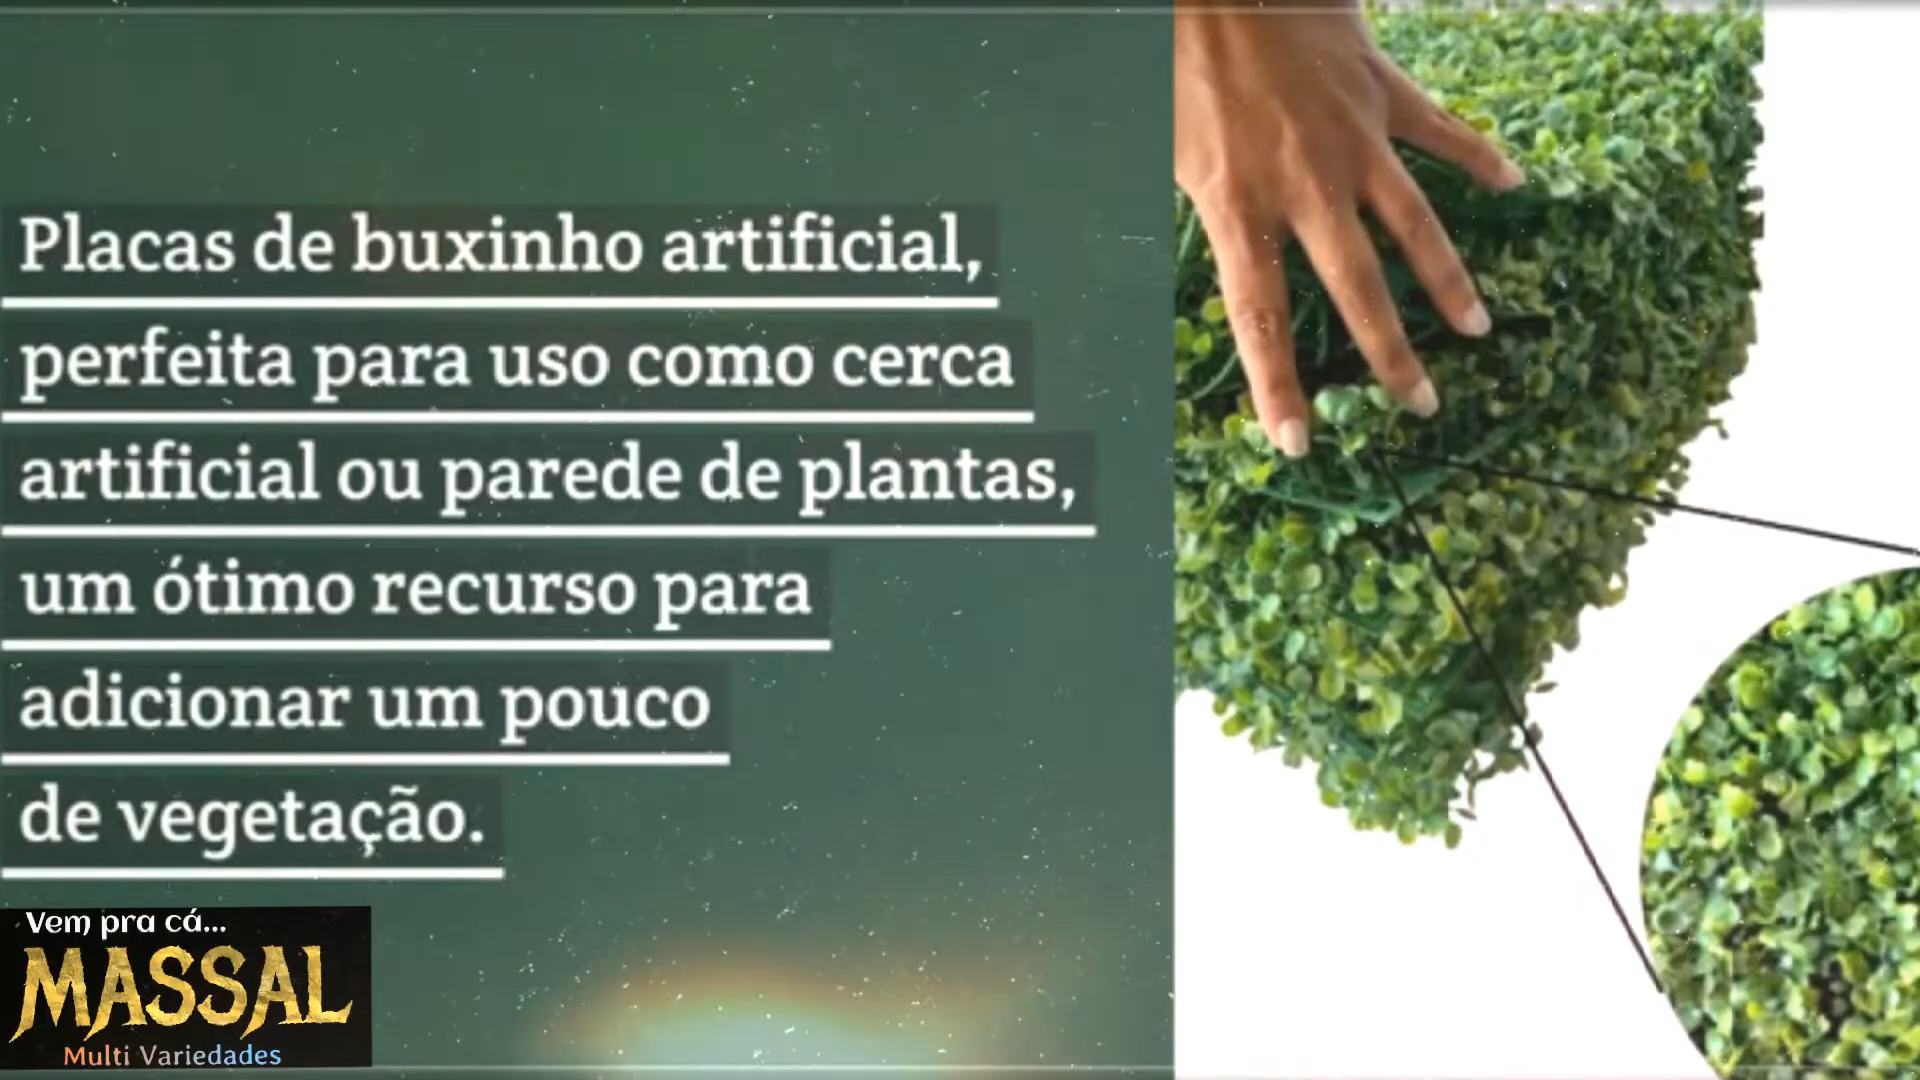 Placas de buxinho artificial,
perfeita para uso como cerca
artificial ou parede de plantas,
um ótimo recurso para
adicionar um pouco
de vegetação.
Vem pra cá...
MASSAL
Multi Variedades